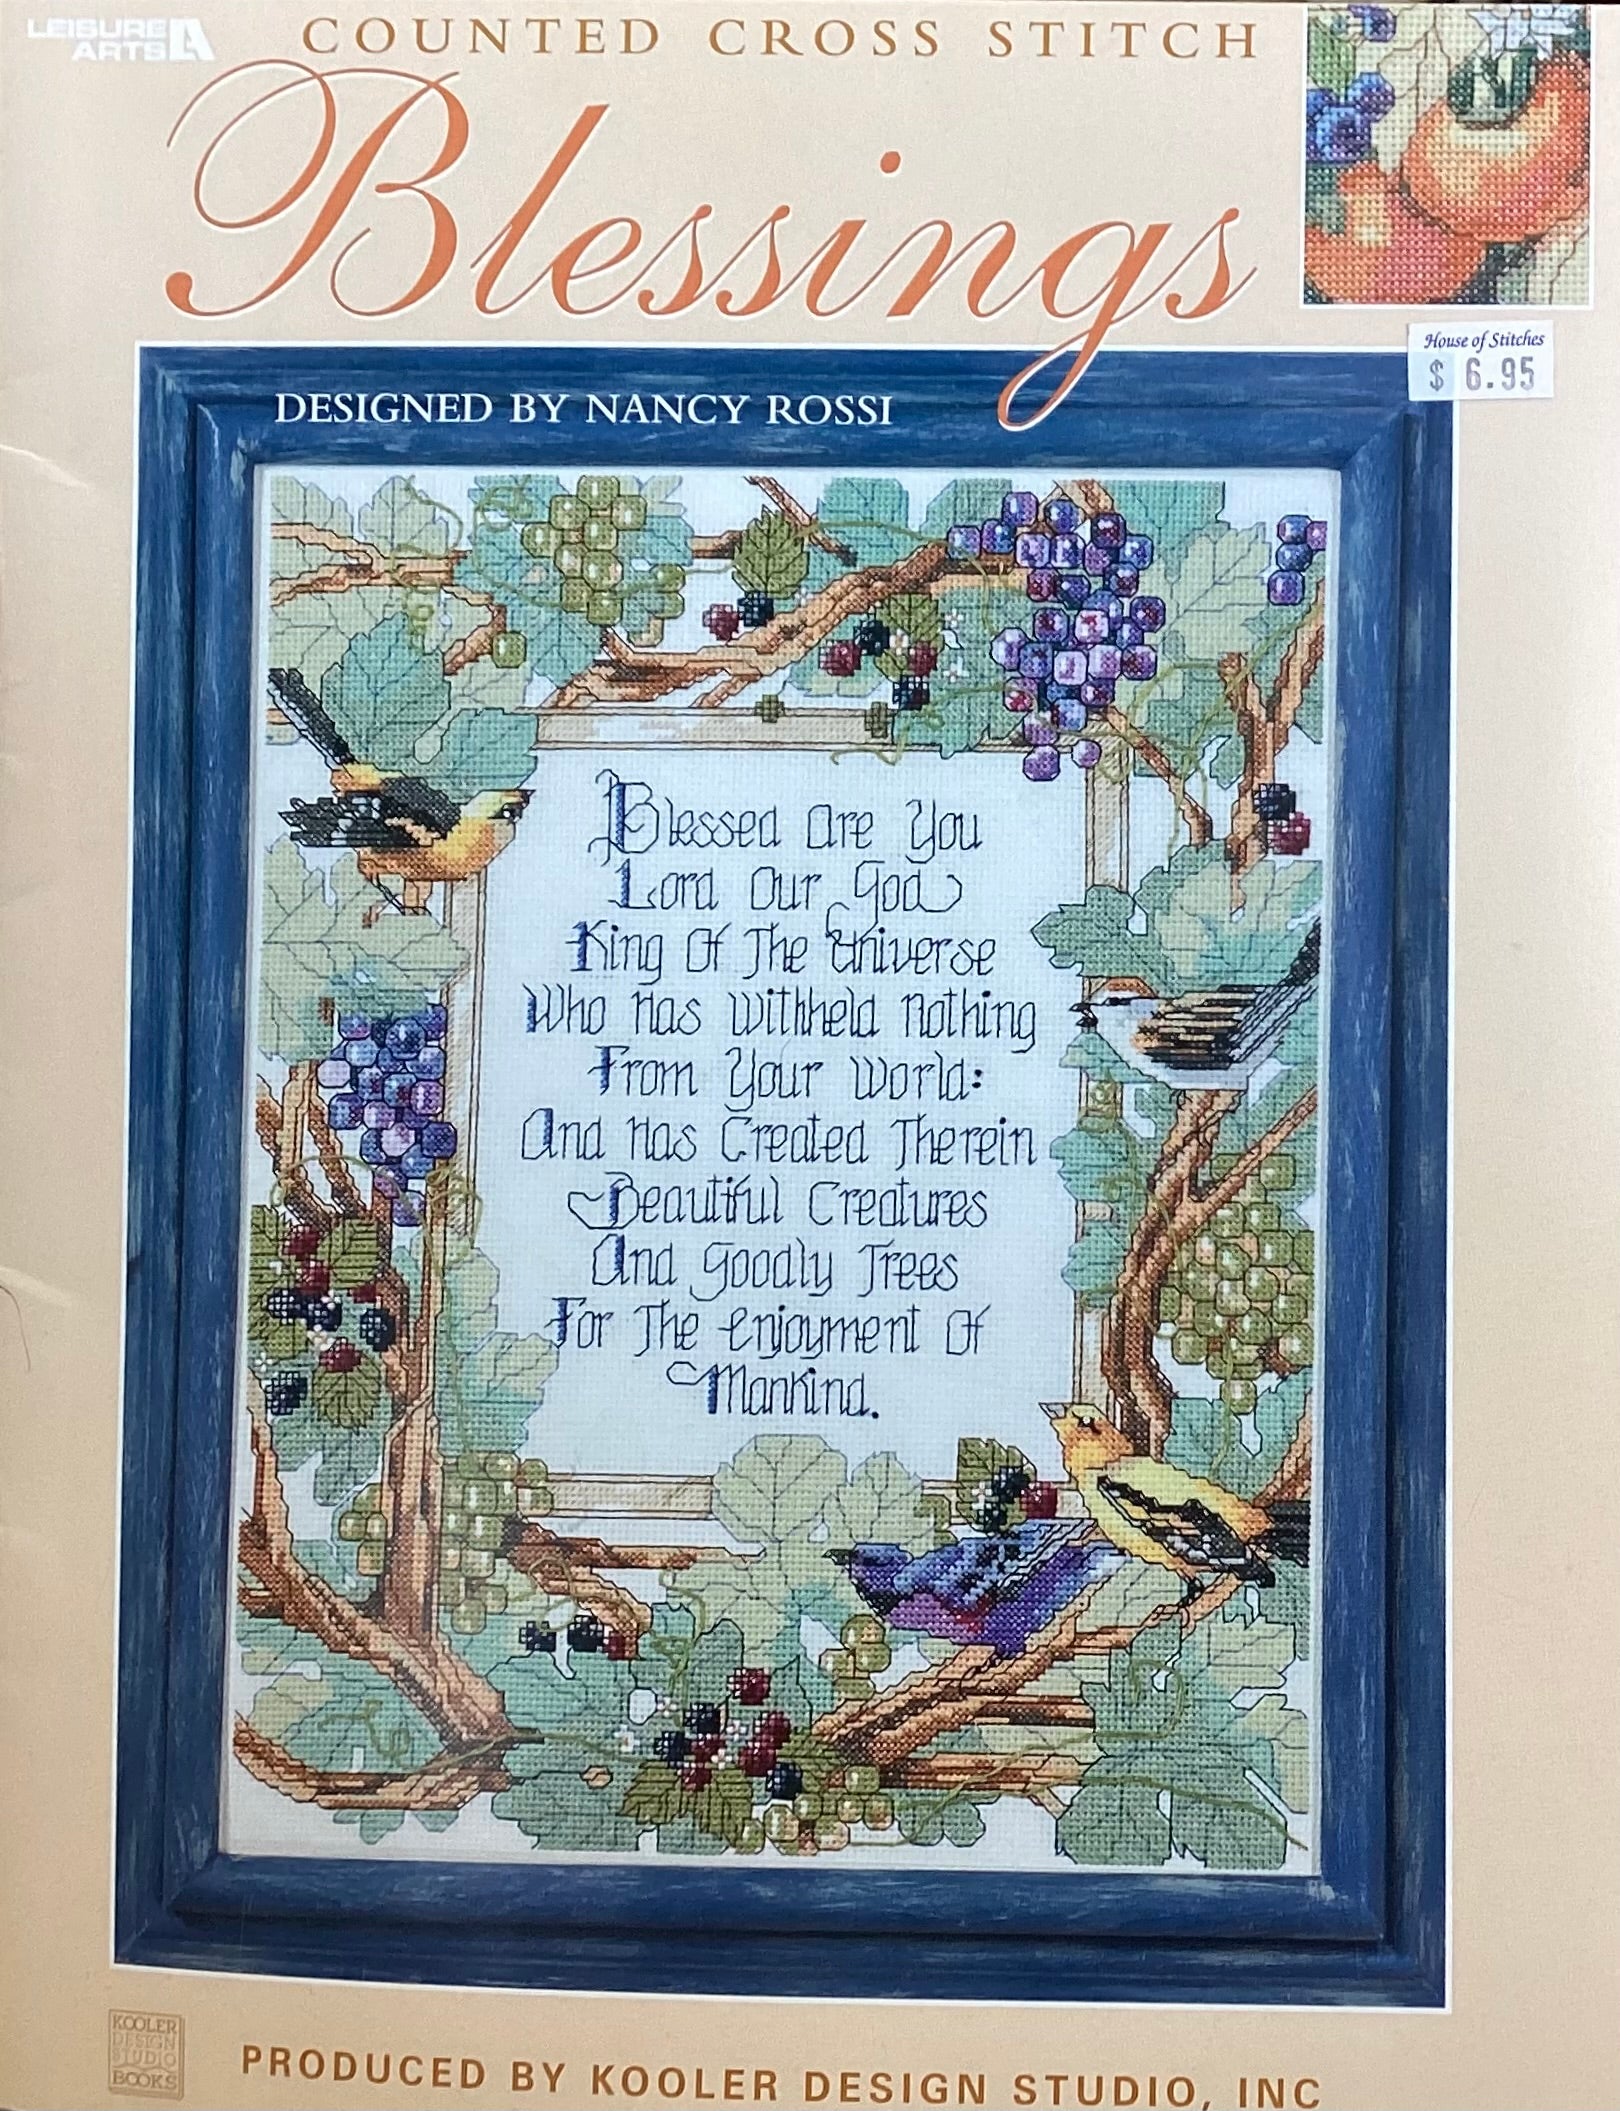 LEISURE
ARTS
COUNTED CROSS STITCH
Blessings
House of Stitches
$ 6.95
DESIGNED BY NANCY ROSSI
Blessed Are You
Lord Our God
King Of The Universe
Who Has Withheld Nothing
From Your World:
And Has Created Therein
Beautiful Creatures
And Goodly Trees
For The Enjoyment Of
Mankind.
KOOLER
DESIGN
STUDIO
BOOKS
PRODUCED BY KOOLER DESIGN STUDIO, INC